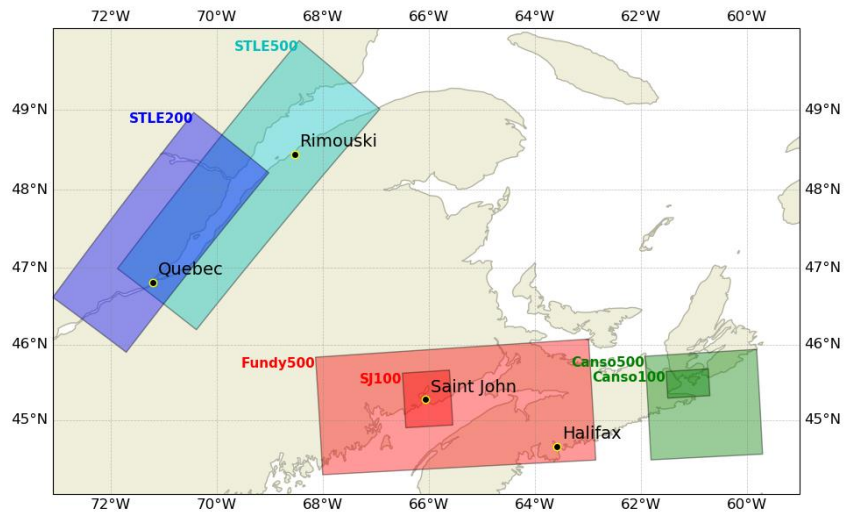 72°W 70°W 68°W 66°W 64°W 62°W 60°W
STLE500
49°N 49°N
STLE200
Rimouski
48°N 48°N
Quebec
47°N 47°N
46°N 46°N
Fundy500 Canso500
SJ100 Canso100
Saint John
45°N 45°N
Halifax
72°W 70°W 68°W 66°W 64°W 62°W 60°W